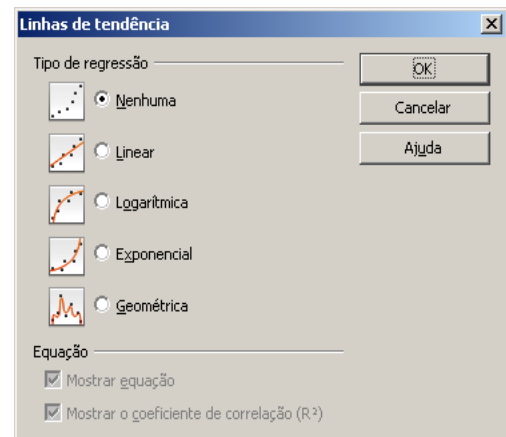 Linhas de tendência
Tipo de regressão
Nenhuma
Linear
Logarítmica
Exponencial
Geométrica
OK
Cancelar
Ajuda
Equação
Mostrar equação
Mostrar o coeficiente de correlação (R²)